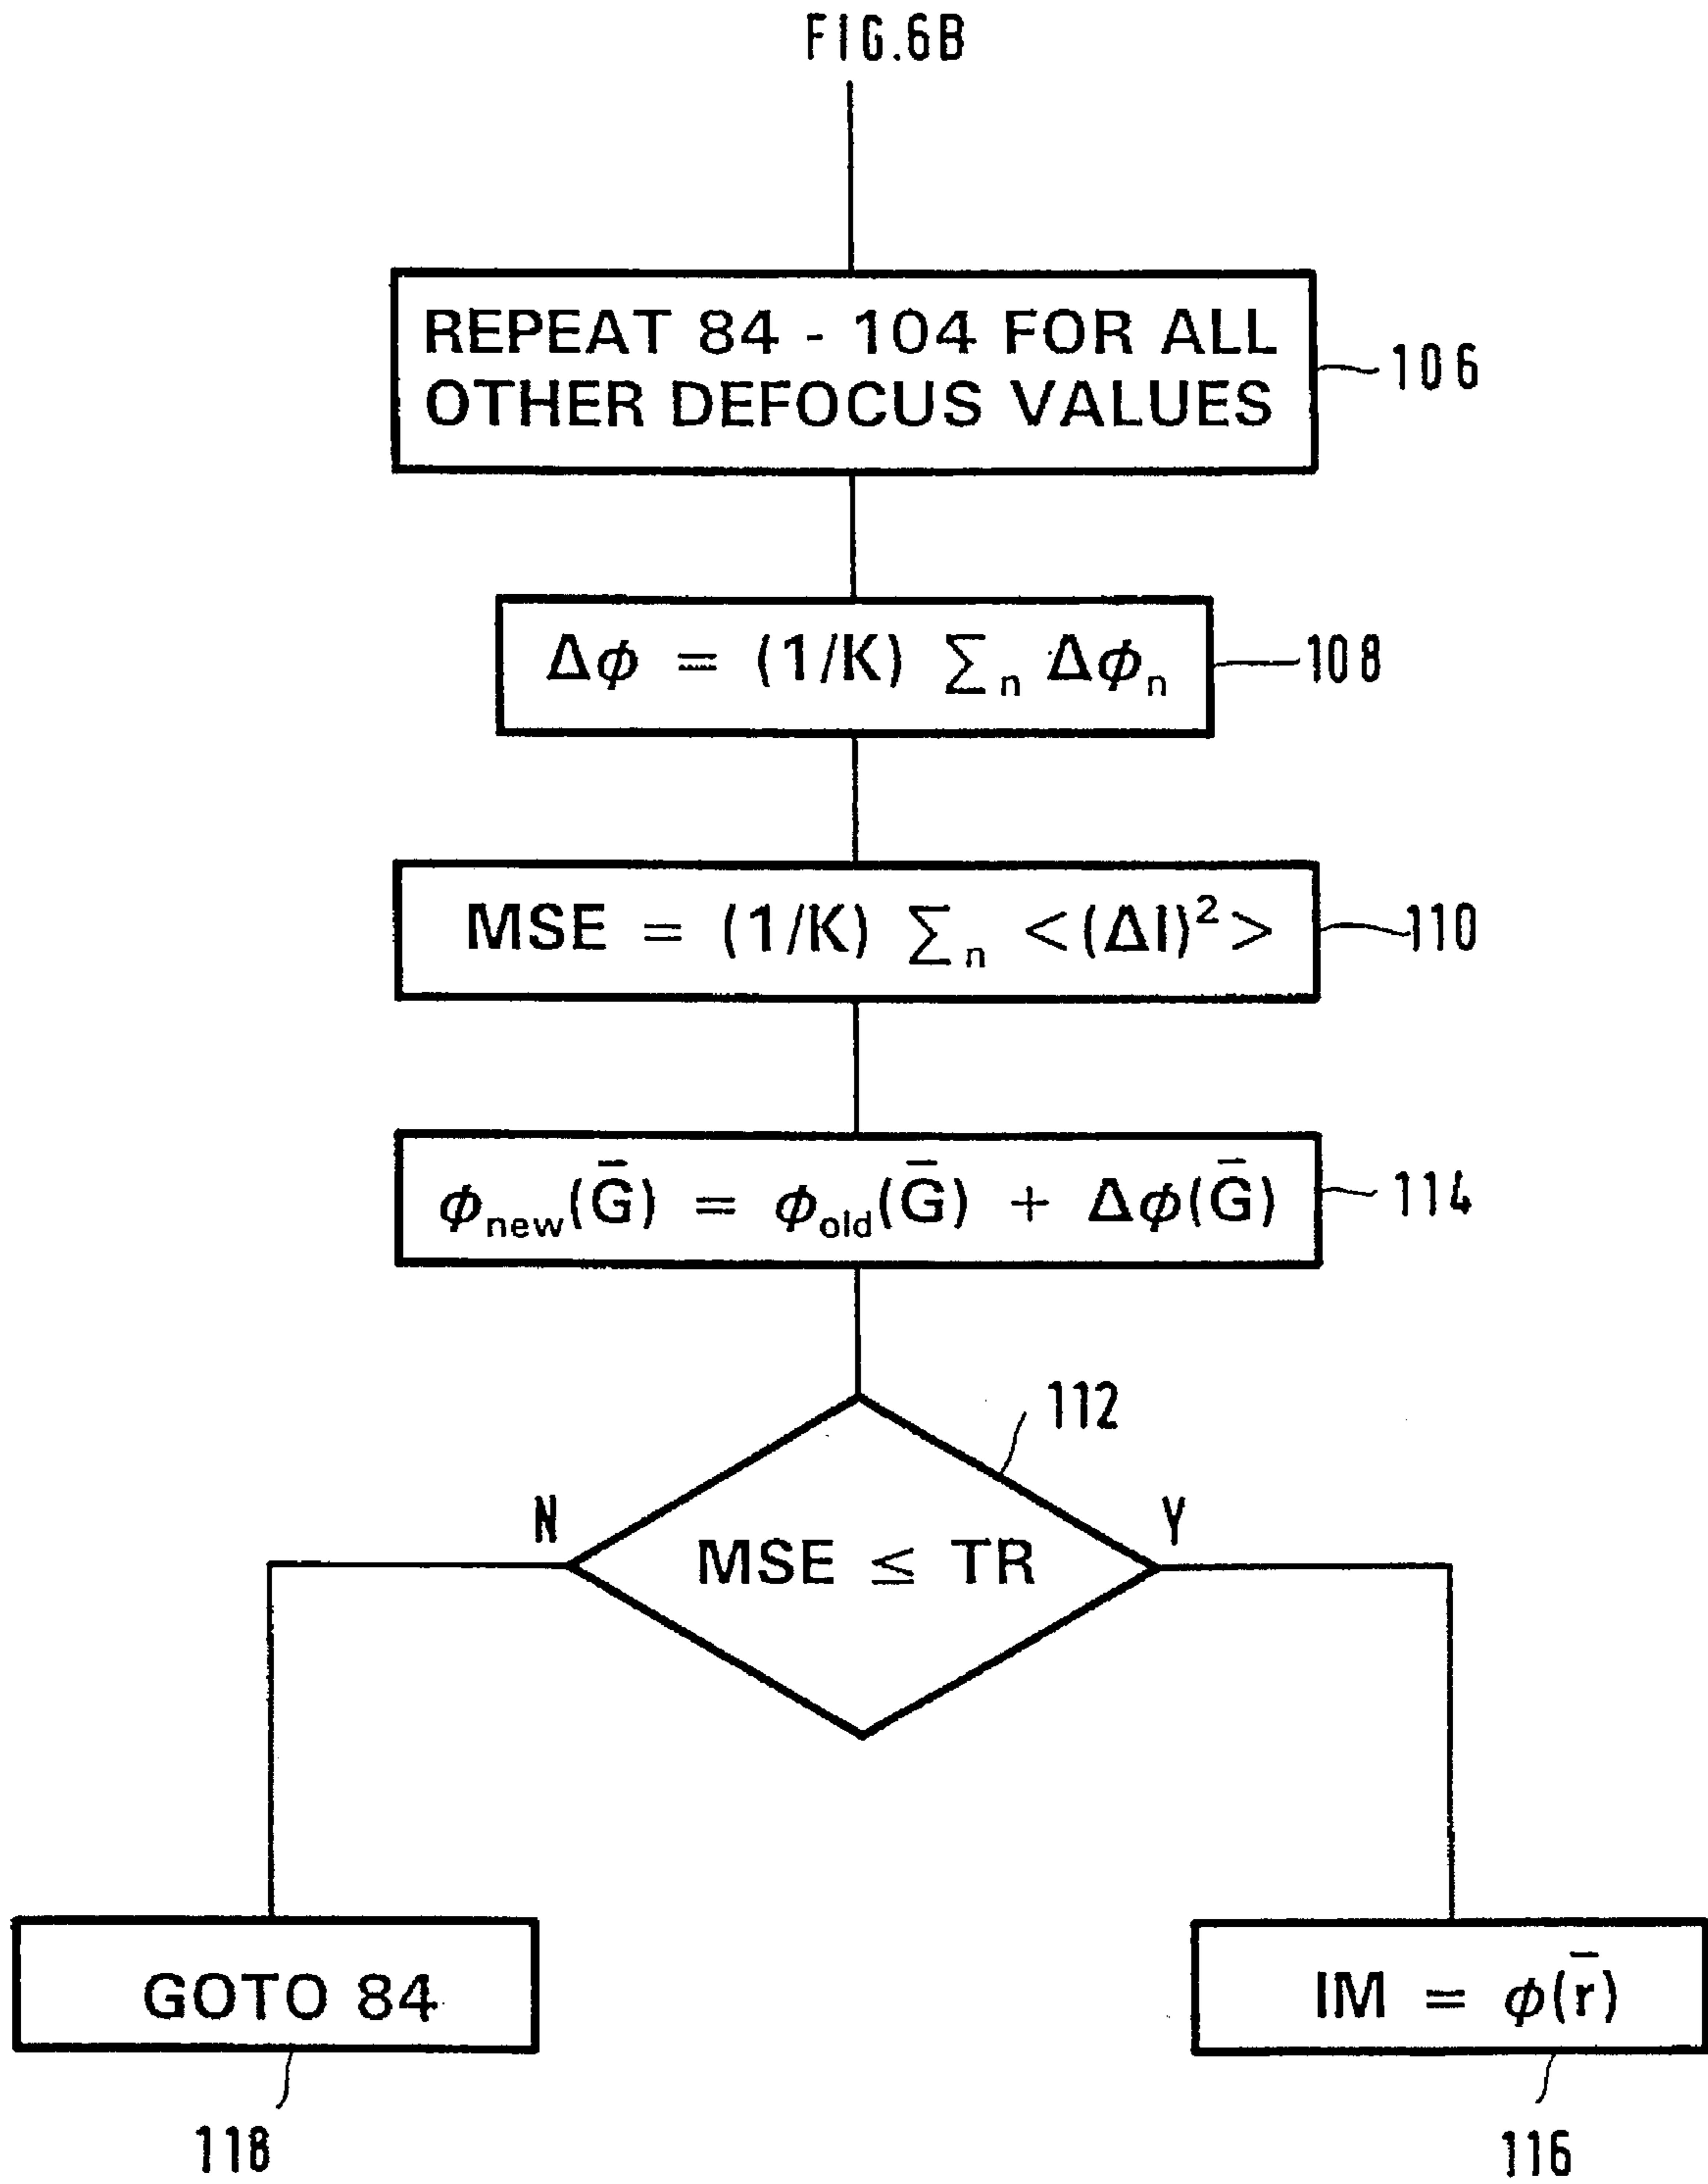 FIG.6B
REPEAT 84 - 104 FOR ALL
OTHER DEFOCUS VALUES
106
Δϕ = (1/K) ∑ₙ Δϕₙ
108
MSE = (1/K) ∑ₙ <(ΔI)²>
110
ϕnew(G̅) = ϕold(G̅) + Δϕ(G̅)
114
112
N
Y
MSE ≤ TR
GOTO 84
IM = ϕ(r̅)
118
116